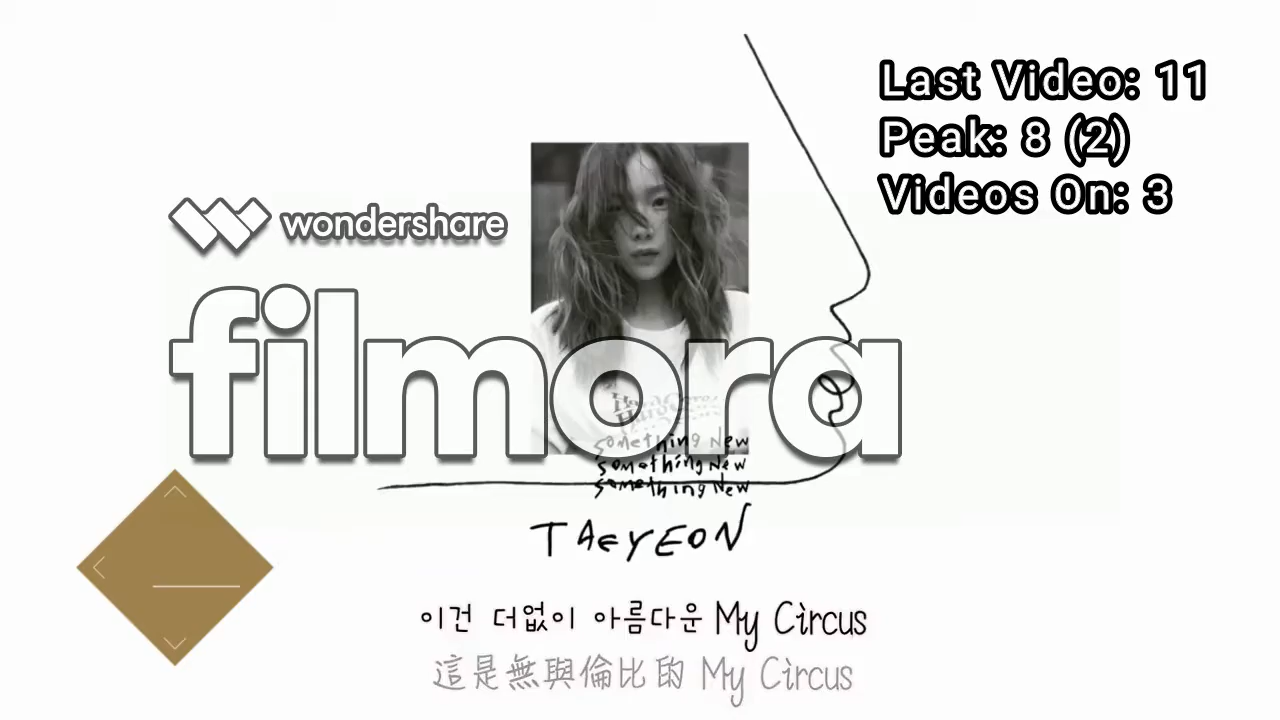 Last Video: 11
Peak: 8 (2)
Videos On: 3
wondershare
filmora
Something New
Something New
Something New
TAEYEON
이건 더없이 아름다운 My Circus
這是無與倫比的 My Circus